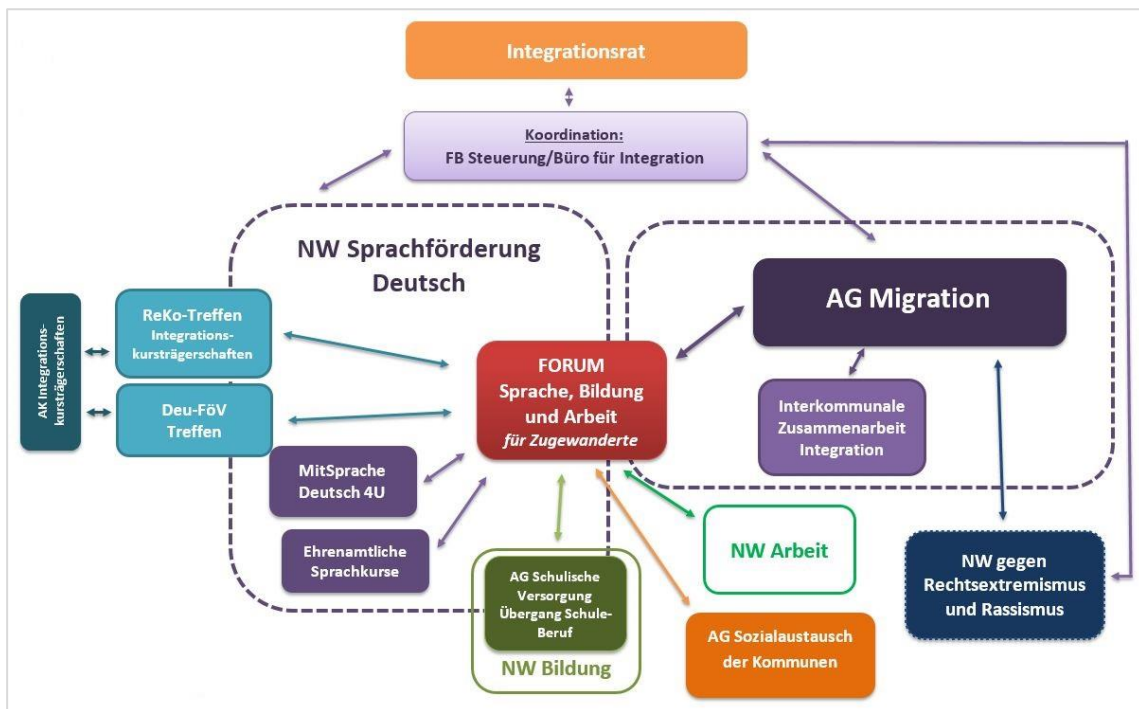 Integrationsrat
Koordination:
FB Steuerung/Büro für Integration
NW Sprachförderung
Deutsch
AG Migration
AK Integrations-
kursträgerschaften
ReKo-Treffen
Integrations-
kursträgerschaften
Deu-FöV
Treffen
FORUM
Sprache, Bildung
und Arbeit
für Zugewanderte
Interkommunale
Zusammenarbeit
Integration
MitSprache
Deutsch 4U
Ehrenamtliche
Sprachkurse
AG Schulische
Versorgung
Übergang Schule-
Beruf
NW Bildung
NW Arbeit
AG Sozialaustausch
der Kommunen
NW gegen
Rechtsextremismus
und Rassismus